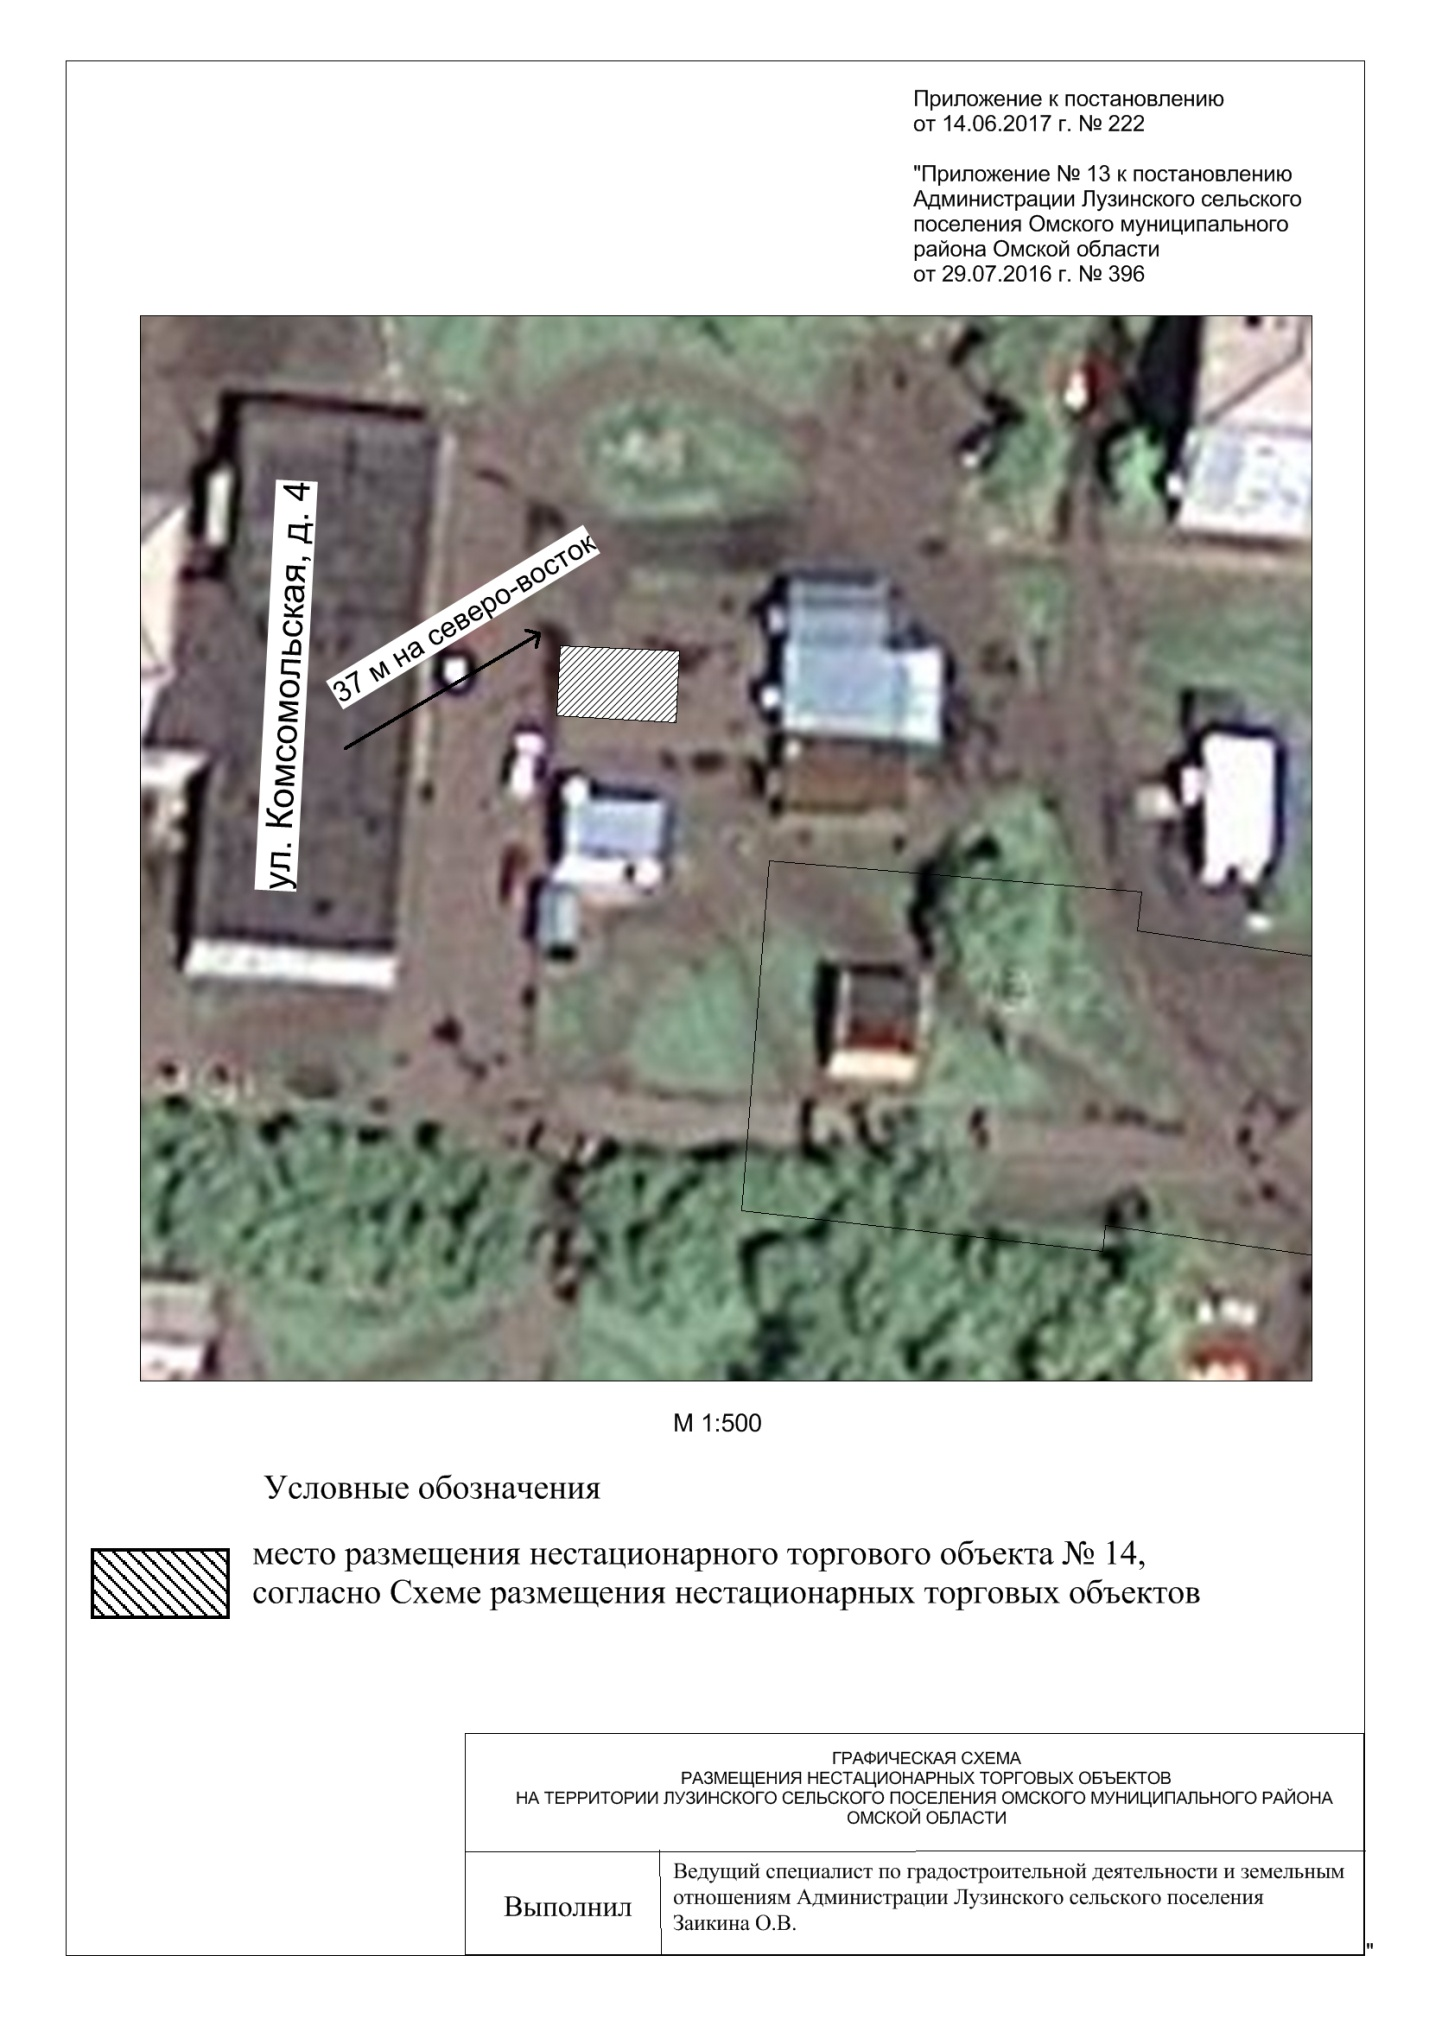 Приложение к постановлению
от 14.06.2017 г. № 222
"Приложение № 13 к постановлению
Администрации Лузинского сельского
поселения Омского муниципального
района Омской области
от 29.07.2016 г. № 396
ул. Комсомольская, д. 4
37 м на северо-восток
М 1:500
Условные обозначения
место размещения нестационарного торгового объекта № 14,
согласно Схеме размещения нестационарных торговых объектов
ГРАФИЧЕСКАЯ СХЕМА
РАЗМЕЩЕНИЯ НЕСТАЦИОНАРНЫХ ТОРГОВЫХ ОБЪЕКТОВ
НА ТЕРРИТОРИИ ЛУЗИНСКОГО СЕЛЬСКОГО ПОСЕЛЕНИЯ ОМСКОГО МУНИЦИПАЛЬНОГО РАЙОНА
ОМСКОЙ ОБЛАСТИ
Выполнил
Ведущий специалист по градостроительной деятельности и земельным
отношениям Администрации Лузинского сельского поселения
Заикина О.В.
"